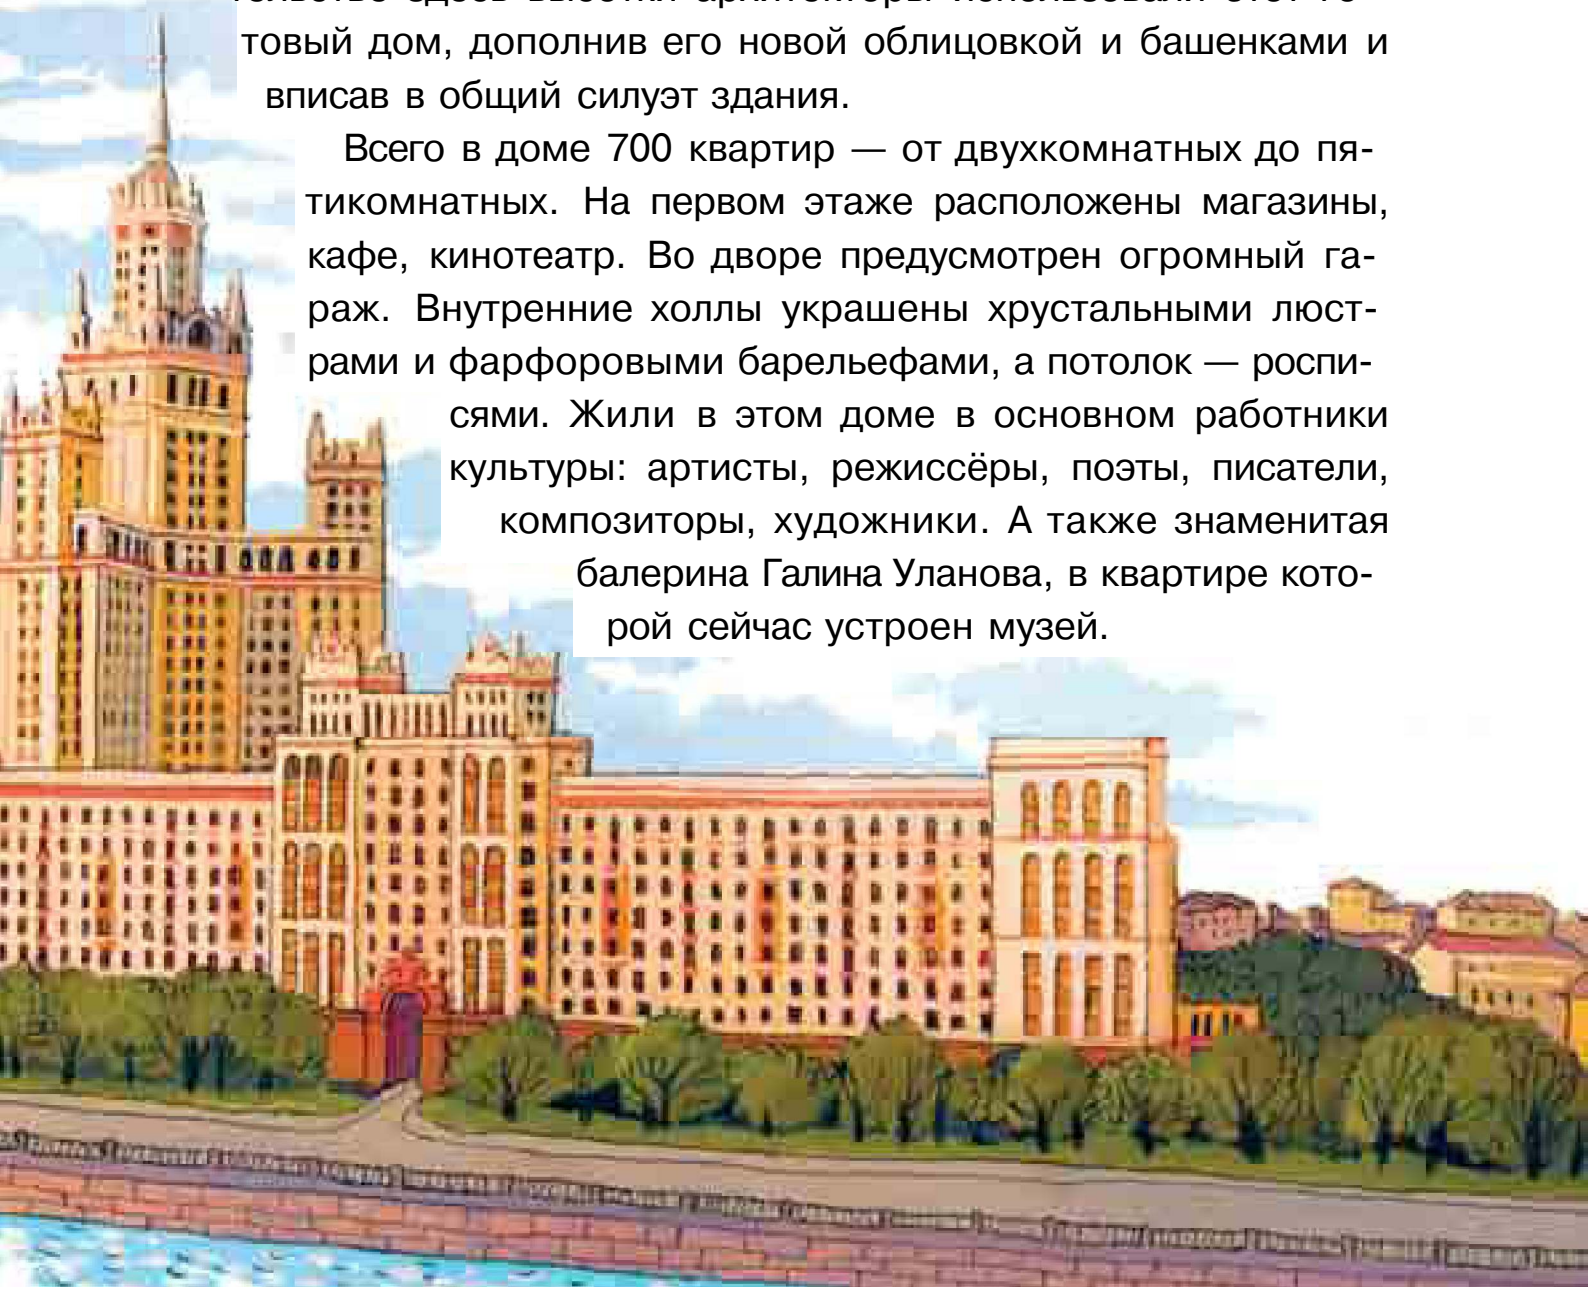 товый дом, дополнив его новой облицовкой и башенками и
вписав в общий силуэт здания.
Всего в доме 700 квартир — от двухкомнатных до пя-
тикомнатных. На первом этаже расположены магазины,
кафе, кинотеатр. Во дворе предусмотрен огромный га-
раж. Внутренние холлы украшены хрустальными люст-
рами и фарфоровыми барельефами, а потолок — роспи-
сями. Жили в этом доме в основном работники
культуры: артисты, режиссёры, поэты, писатели,
композиторы, художники. А также знаменитая
балерина Галина Уланова, в квартире кото-
рой сейчас устроен музей.